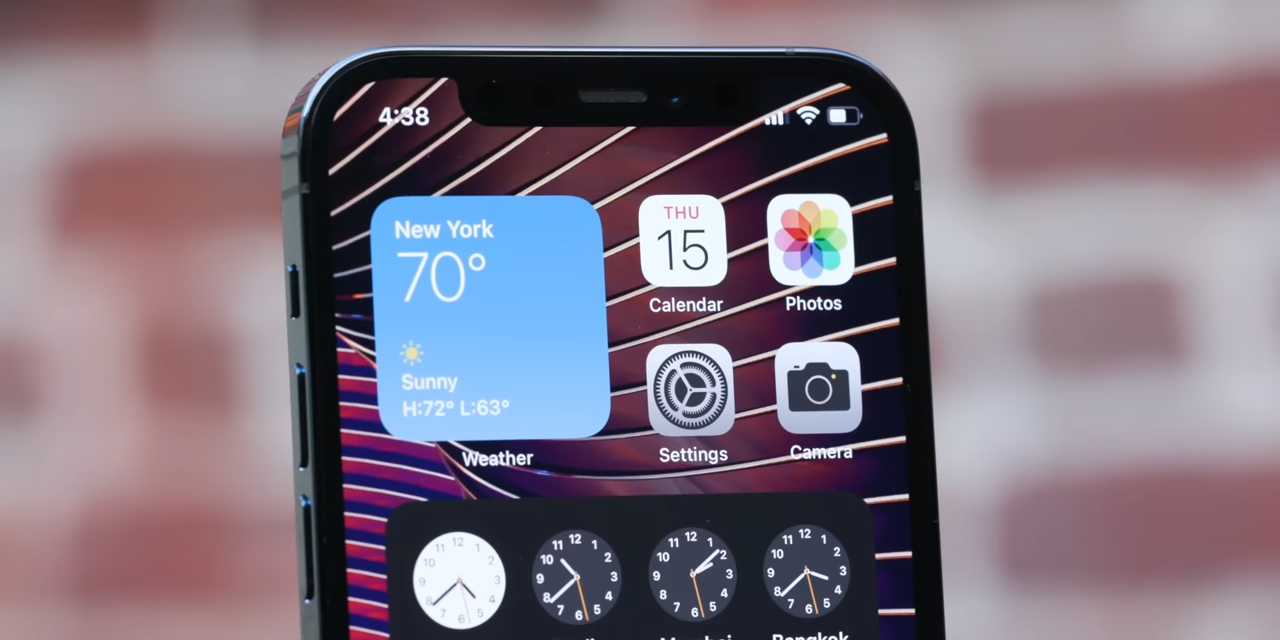 4:38
New York
70°
Sunny
H:72° L:63°
Weather
THU
15
Calendar
Photos
Settings
Camera
12 1 2 3 4 5 6 7 8 9 10 11
12 1 2 3 4 5 6 7 8 9 10 11
12 1 2 3 4 5 6 7 8 9 10 11
12 1 2 3 4 5 6 7 8 9 10 11
Mumbai
Bangkok